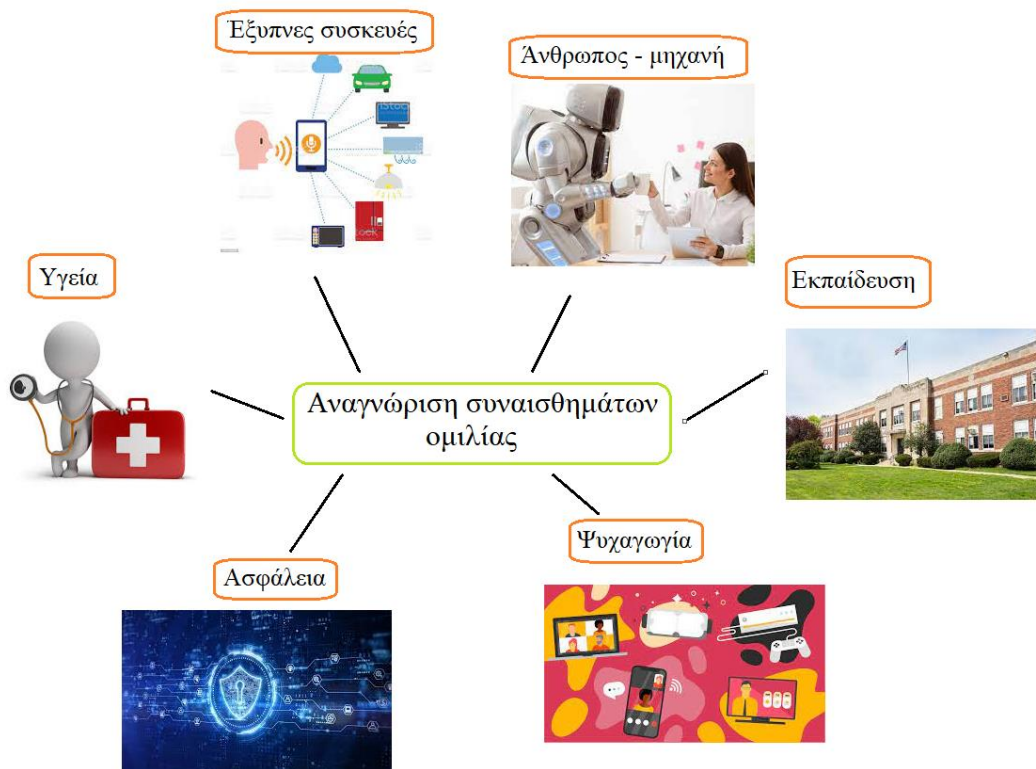 Έξυπνες συσκευές
Άνθρωπος - μηχανή
Υγεία
Εκπαίδευση
Αναγνώριση συναισθημάτων
ομιλίας
Ασφάλεια
Ψυχαγωγία